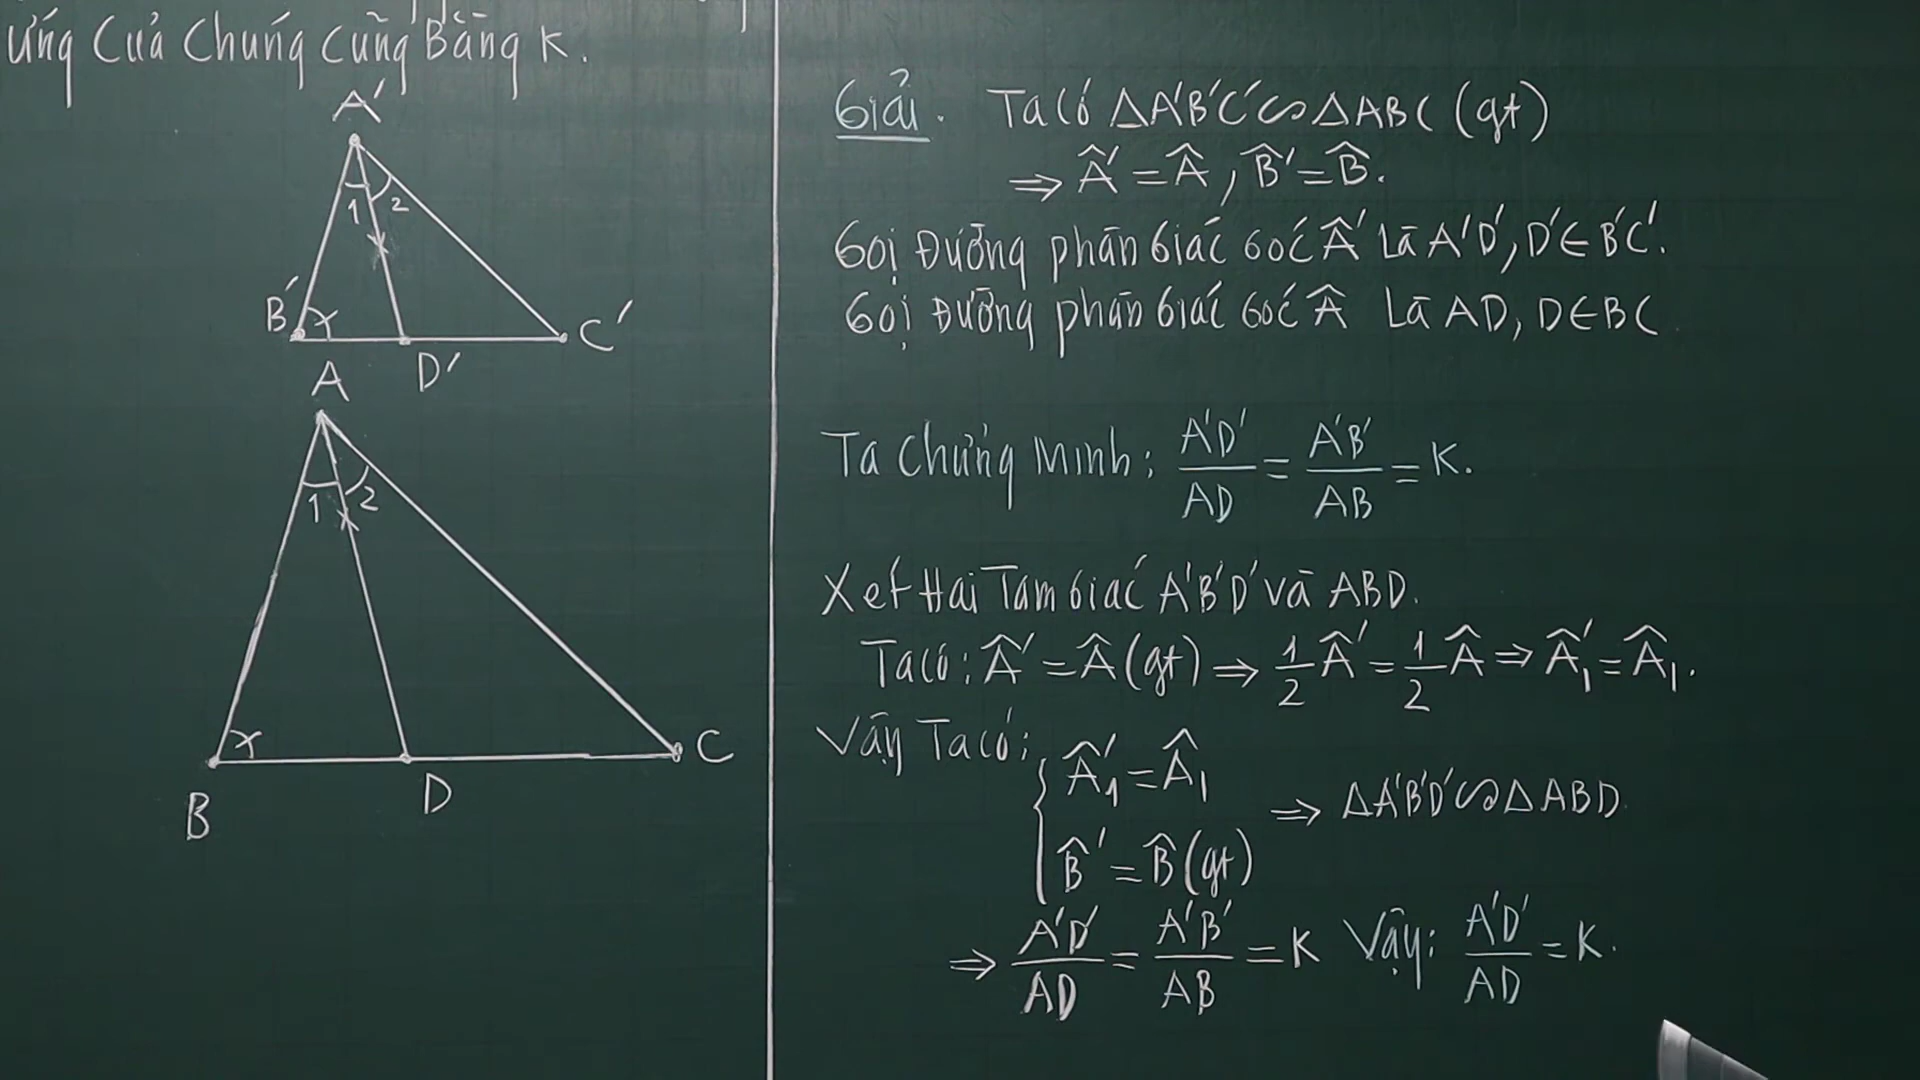 ứng Của Chúng cũng Bằng K.
A'
1 2
B' C'
D'
A
1 2
C
B D
Giải. Ta Có ΔA'B'C' ∽ ΔABC (gt)
⇒ Â' = Â, B̂' = B̂.
Gọi Đường phân Giác Góc Â' Là A'D', D' ∈ B'C'.
Gọi Đường phân Giác Góc Â Là AD, D ∈ BC
Ta Chứng Minh: A'D'/AD = A'B'/AB = K.
Xét Hai Tam Giác A'B'D' và ABD.
Ta có: Â' = Â (gt) ⇒ 1/2 Â' = 1/2 Â ⇒ Â'₁ = Â₁.
Vậy Ta có: { Â'₁ = Â₁
B̂' = B̂ (gt) ⇒ ΔA'B'D' ∽ ΔABD.
⇒ A'D'/AD = A'B'/AB = K Vậy: A'D'/AD = K.